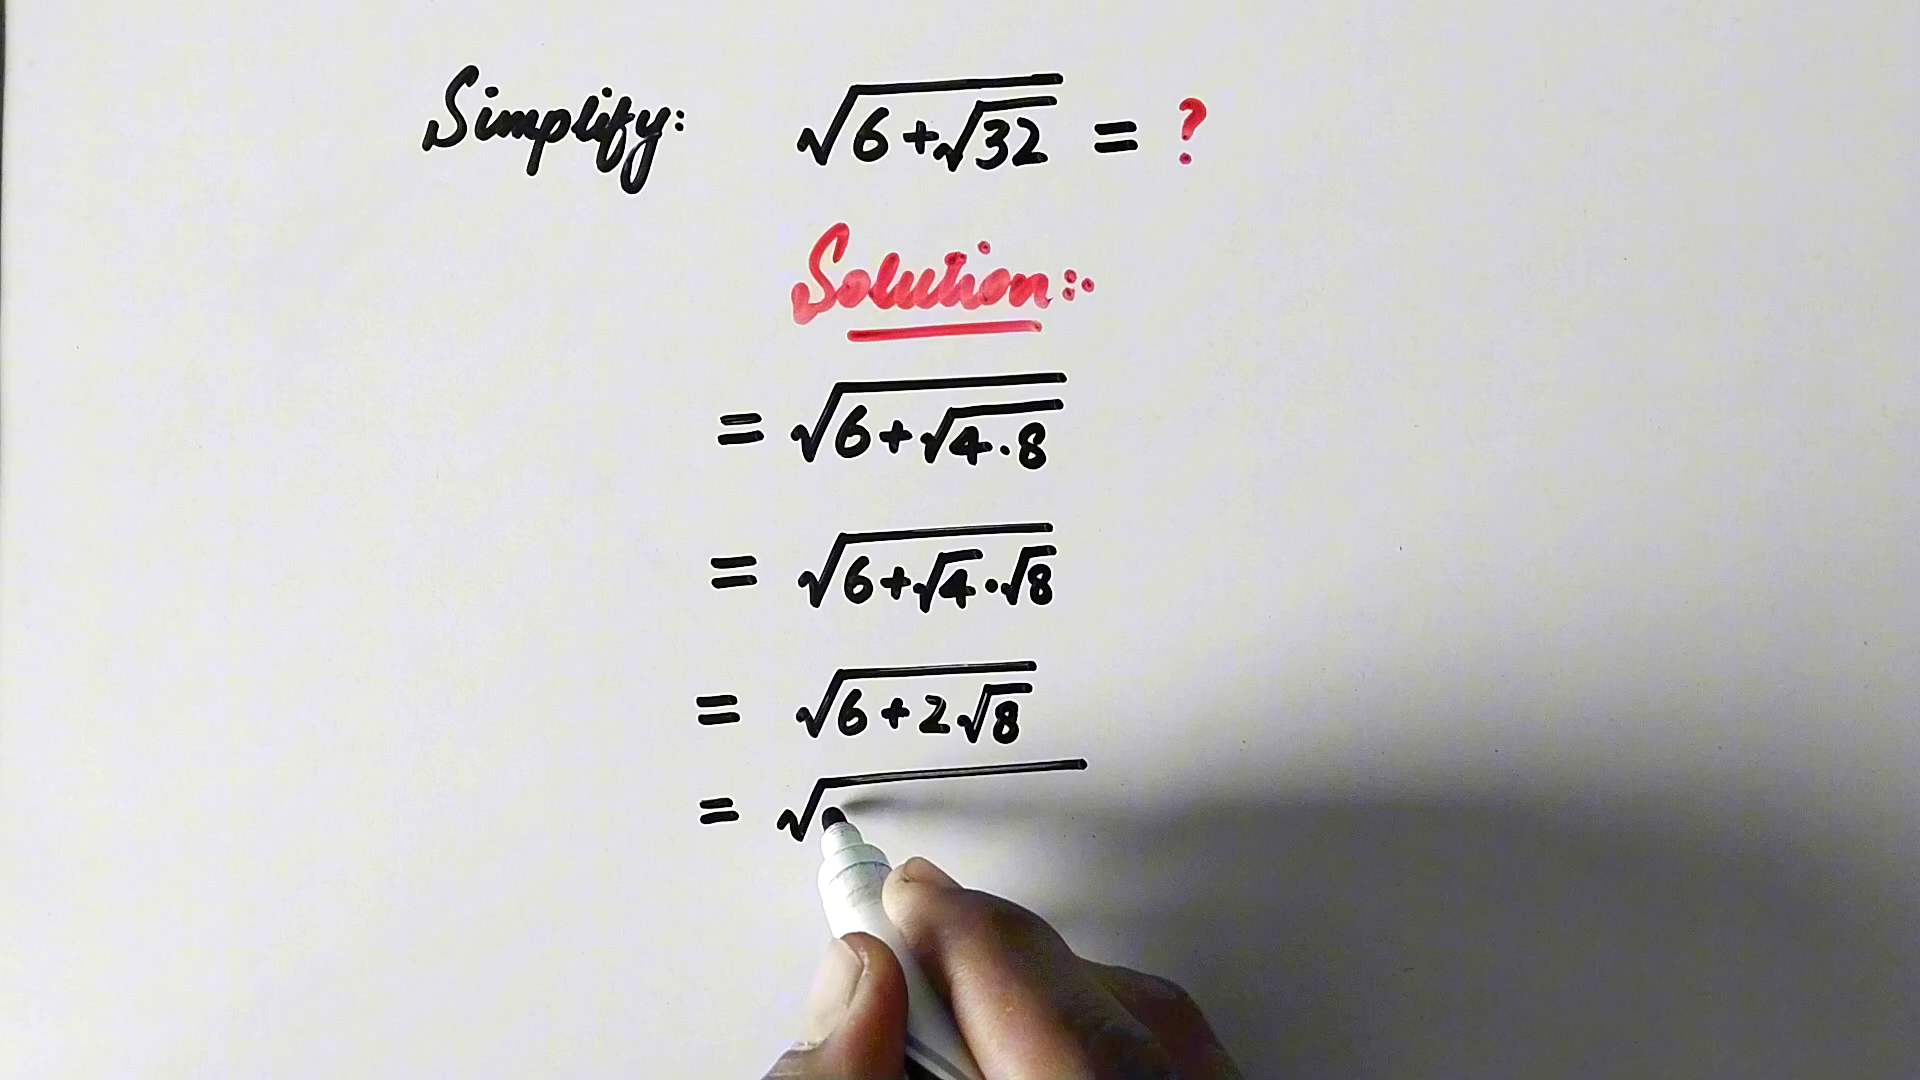 Simplify: √(6+√32) = ?
Solution:-
= √(6+√(4·8))
= √(6+√4·√8)
= √(6+2√8)
= √